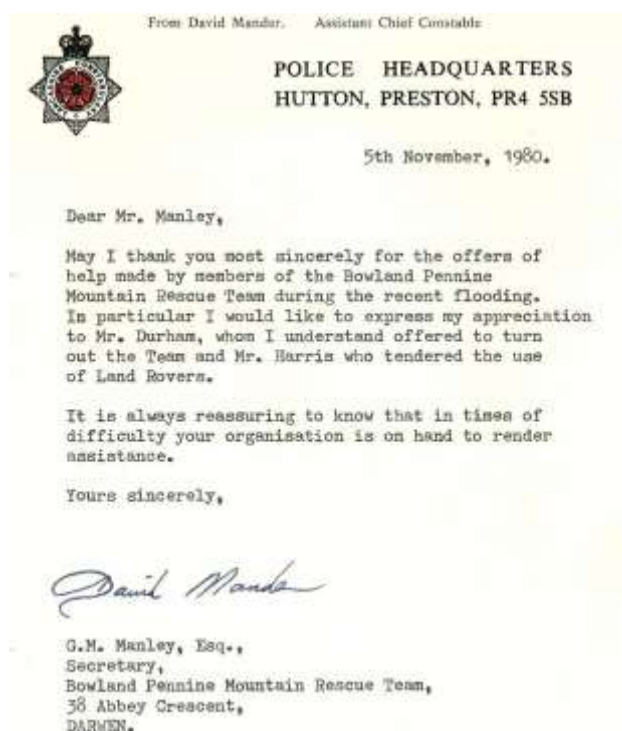 From David Mander, Assistant Chief Constable
POLICE HEADQUARTERS
HUTTON, PRESTON, PR4 5SB
5th November, 1980.
Dear Mr. Manley,
May I thank you most sincerely for the offers of
help made by members of the Bowland Pennine
Mountain Rescue Team during the recent flooding.
In particular I would like to express my appreciation
to Mr. Durham, whom I understand offered to turn
out the Team and Mr. Harris who tendered the use
of Land Rovers.
It is always reassuring to know that in times of
difficulty your organisation is on hand to render
assistance.
Yours sincerely,
David Mander
G.M. Manley, Esq.,
Secretary,
Bowland Pennine Mountain Rescue Team,
38 Abbey Crescent,
DARWEN.